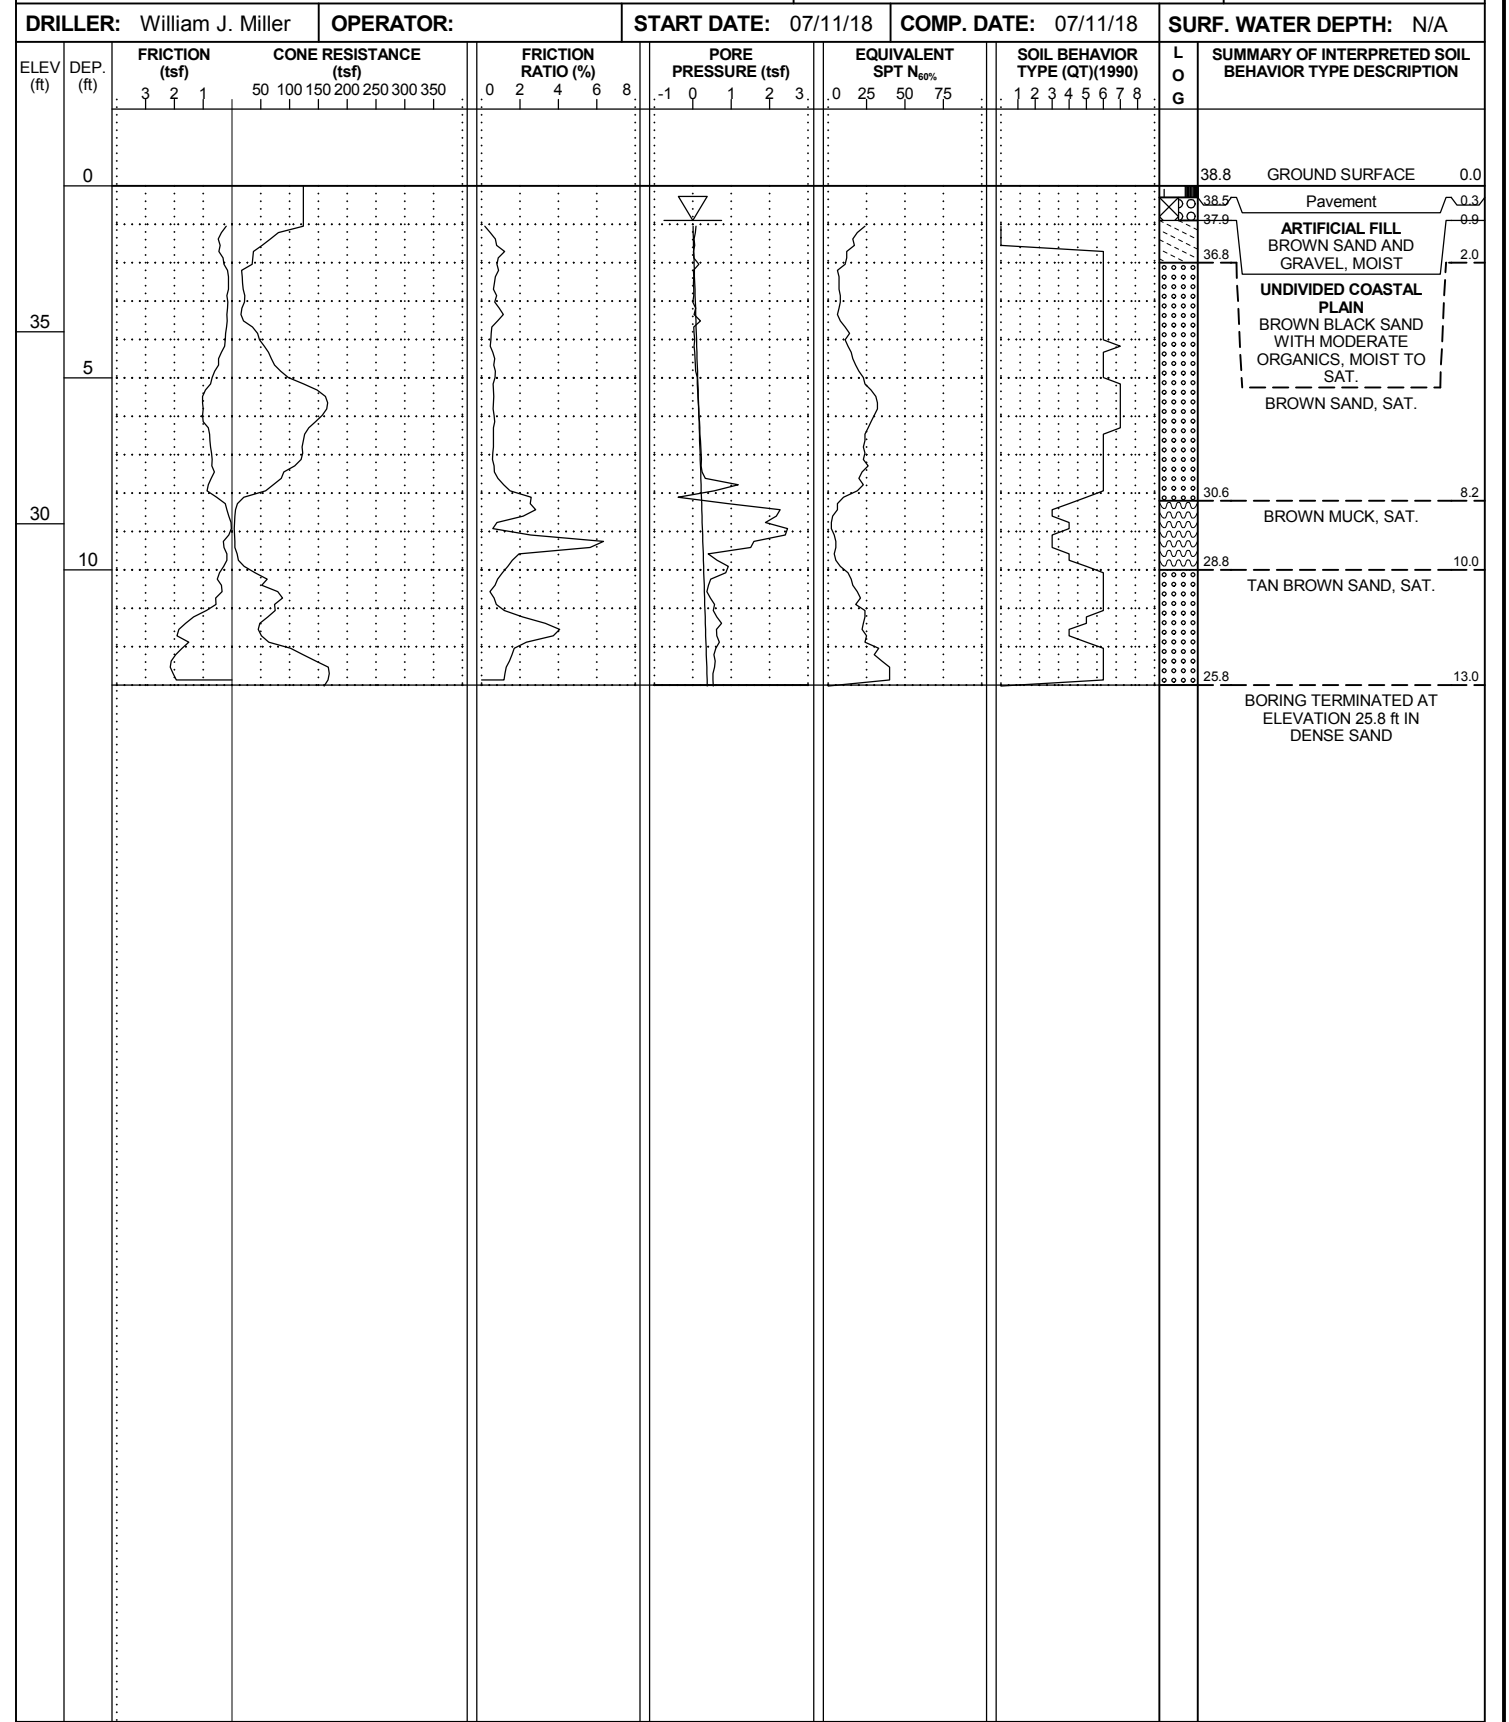 DRILLER: William J. Miller OPERATOR: START DATE: 07/11/18 COMP. DATE: 07/11/18 SURF. WATER DEPTH: N/A
ELEV (ft)
DEP. (ft)
FRICTION (tsf)
3 2 1
CONE RESISTANCE (tsf)
50 100 150 200 250 300 350
FRICTION RATIO (%)
0 2 4 6 8
PORE PRESSURE (tsf)
-1 0 1 2 3
EQUIVALENT SPT N60%
0 25 50 75
SOIL BEHAVIOR TYPE (QT)(1990)
1 2 3 4 5 6 7 8
L
O
G
SUMMARY OF INTERPRETED SOIL
BEHAVIOR TYPE DESCRIPTION
0
35
5
30
10
38.8 GROUND SURFACE 0.0
38.5 Pavement 0.3
37.9 0.9
ARTIFICIAL FILL
BROWN SAND AND
36.8 GRAVEL, MOIST 2.0
UNDIVIDED COASTAL
PLAIN
BROWN BLACK SAND
WITH MODERATE
ORGANICS, MOIST TO
SAT.
BROWN SAND, SAT.
30.6 8.2
BROWN MUCK, SAT.
28.8 10.0
TAN BROWN SAND, SAT.
25.8 13.0
BORING TERMINATED AT
ELEVATION 25.8 ft IN
DENSE SAND